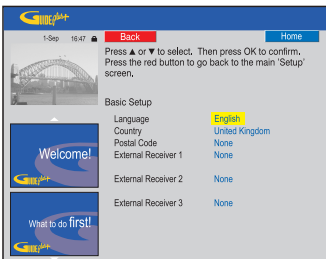 GUIDE Plus+
1-Sep 16:47
Back
Home
Press ▲ or ▼ to select. Then press OK to confirm.
Press the red button to go back to the main 'Setup'
screen.
Basic Setup
Language English
Country United Kingdom
Postal Code None
External Receiver 1 None
External Receiver 2 None
External Receiver 3 None
Welcome!
GUIDE Plus+
What to do first!
GUIDE Plus+